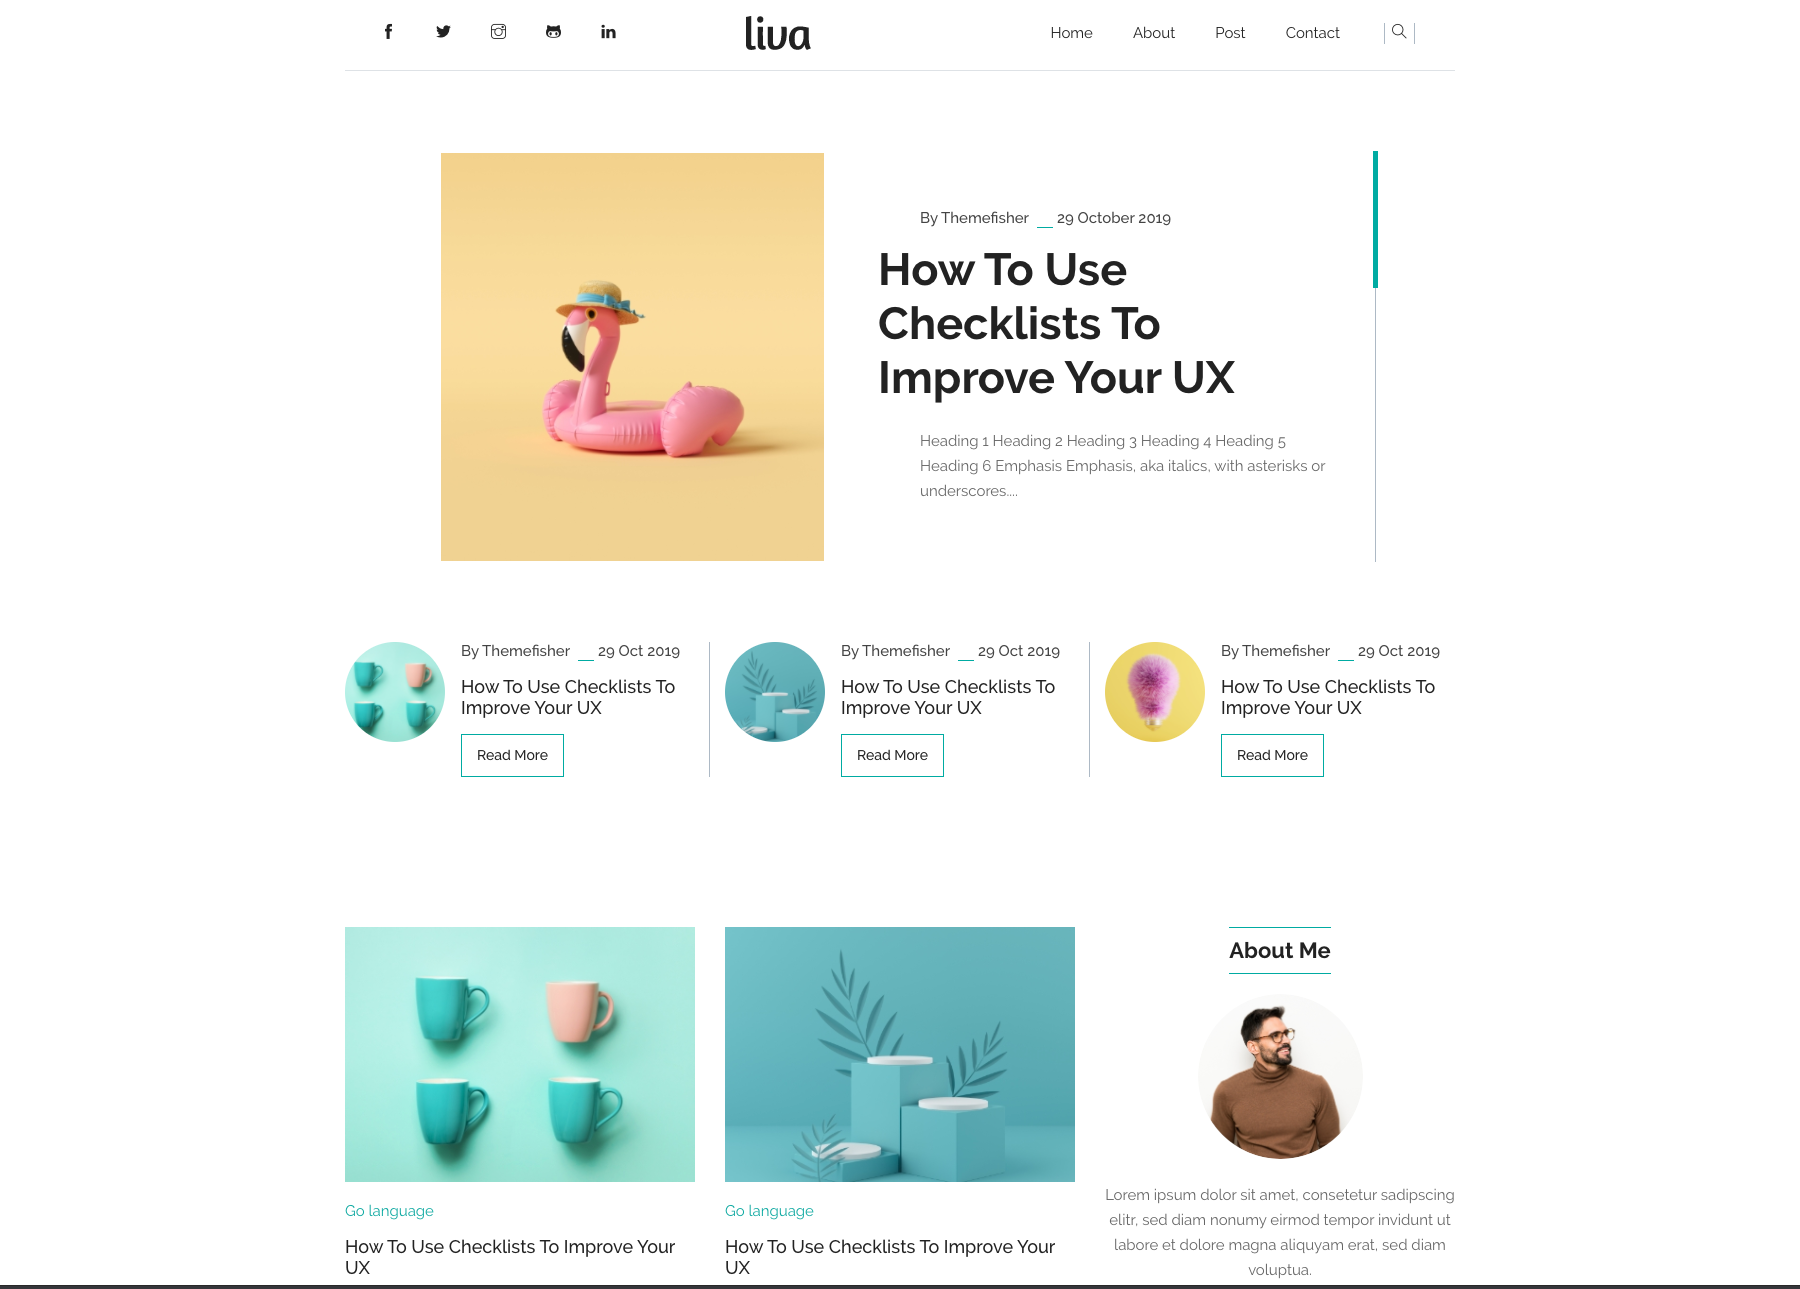 liva
Home About Post Contact
By Themefisher __ 29 October 2019
How To Use
Checklists To
Improve Your UX
Heading 1 Heading 2 Heading 3 Heading 4 Heading 5
Heading 6 Emphasis Emphasis, aka italics, with asterisks or
underscores....
By Themefisher __ 29 Oct 2019
How To Use Checklists To
Improve Your UX
Read More
By Themefisher __ 29 Oct 2019
How To Use Checklists To
Improve Your UX
Read More
By Themefisher __ 29 Oct 2019
How To Use Checklists To
Improve Your UX
Read More
Go language
How To Use Checklists To Improve Your
UX
Go language
How To Use Checklists To Improve Your
UX
About Me
Lorem ipsum dolor sit amet, consetetur sadipscing
elitr, sed diam nonumy eirmod tempor invidunt ut
labore et dolore magna aliquyam erat, sed diam
voluptua.